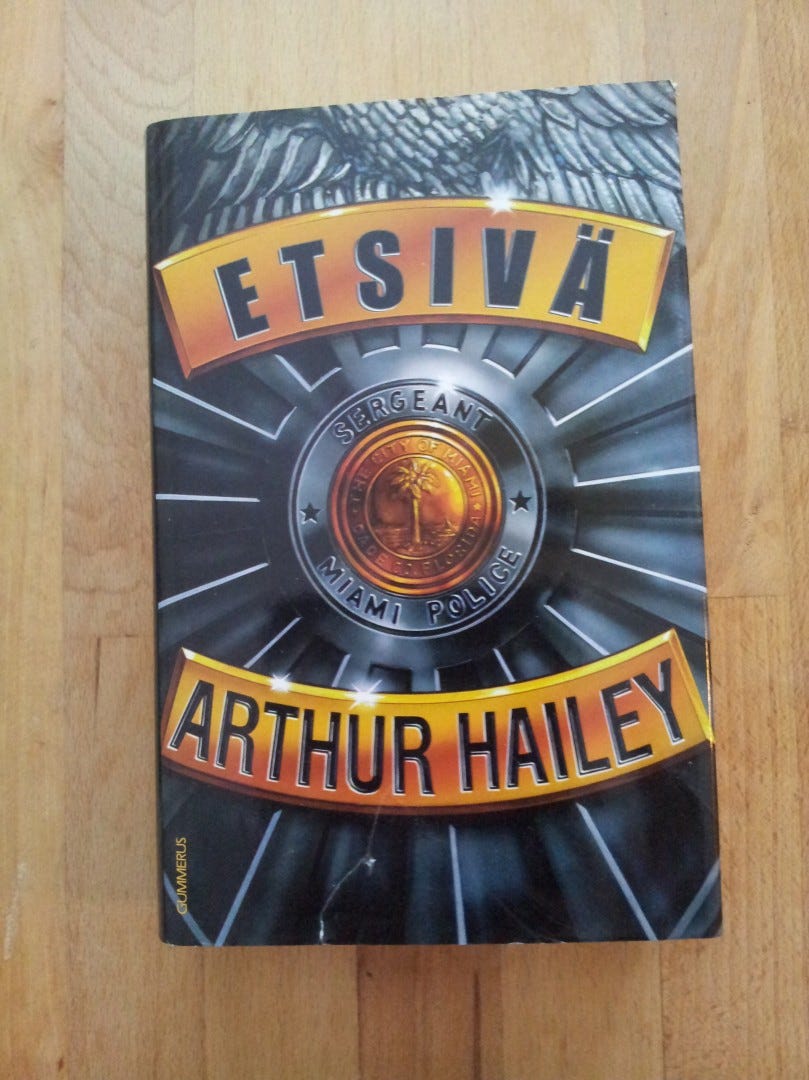 ETSIVÄ
SERGEANT
THE CITY OF MIAMI
DADE CO. FLORIDA
MIAMI POLICE
ARTHUR HAILEY
GUMMERUS